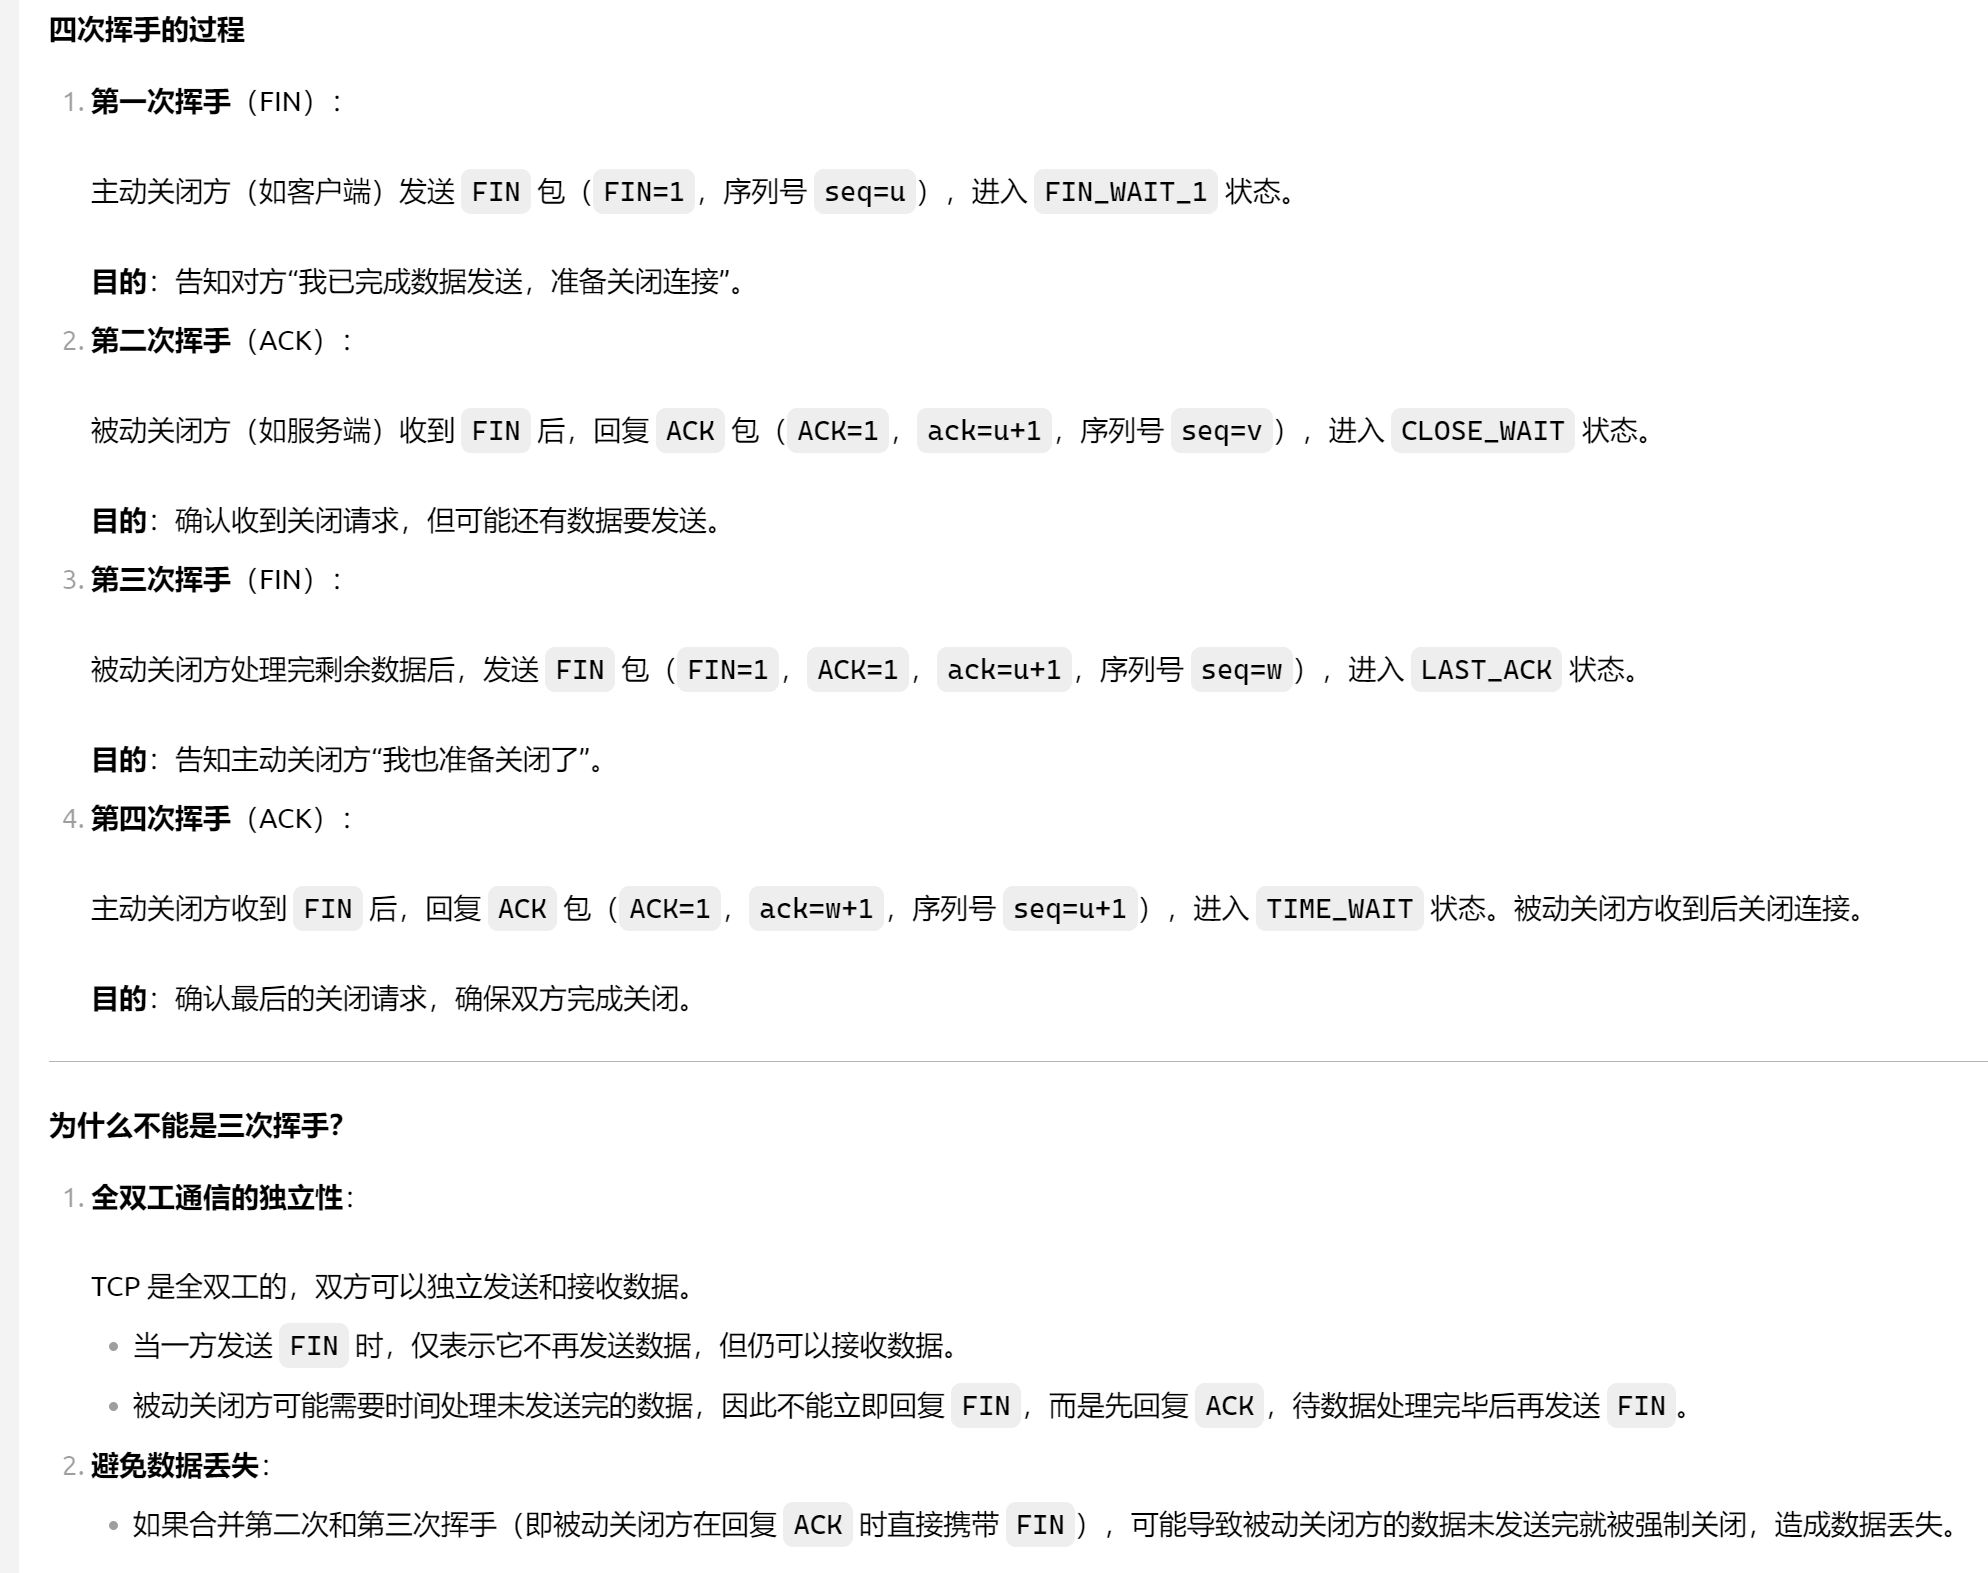 四次挥手的过程
1. 第一次挥手（FIN）：
主动关闭方（如客户端）发送 FIN 包（FIN=1，序列号 seq=u），进入 FIN_WAIT_1 状态。
目的：告知对方“我已完成数据发送，准备关闭连接”。
2. 第二次挥手（ACK）：
被动关闭方（如服务端）收到 FIN 后，回复 ACK 包（ACK=1，ack=u+1，序列号 seq=v），进入 CLOSE_WAIT 状态。
目的：确认收到关闭请求，但可能还有数据要发送。
3. 第三次挥手（FIN）：
被动关闭方处理完剩余数据后，发送 FIN 包（FIN=1，ACK=1，ack=u+1，序列号 seq=w），进入 LAST_ACK 状态。
目的：告知主动关闭方“我也准备关闭了”。
4. 第四次挥手（ACK）：
主动关闭方收到 FIN 后，回复 ACK 包（ACK=1，ack=w+1，序列号 seq=u+1），进入 TIME_WAIT 状态。被动关闭方收到后关闭连接。
目的：确认最后的关闭请求，确保双方完成关闭。
为什么不能是三次挥手？
1. 全双工通信的独立性：
TCP 是全双工的，双方可以独立发送和接收数据。
• 当一方发送 FIN 时，仅表示它不再发送数据，但仍可以接收数据。
• 被动关闭方可能需要时间处理未发送完的数据，因此不能立即回复 FIN，而是先回复 ACK，待数据处理完毕后再发送 FIN。
2. 避免数据丢失：
• 如果合并第二次和第三次挥手（即被动关闭方在回复 ACK 时直接携带 FIN），可能导致被动关闭方的数据未发送完就被强制关闭，造成数据丢失。